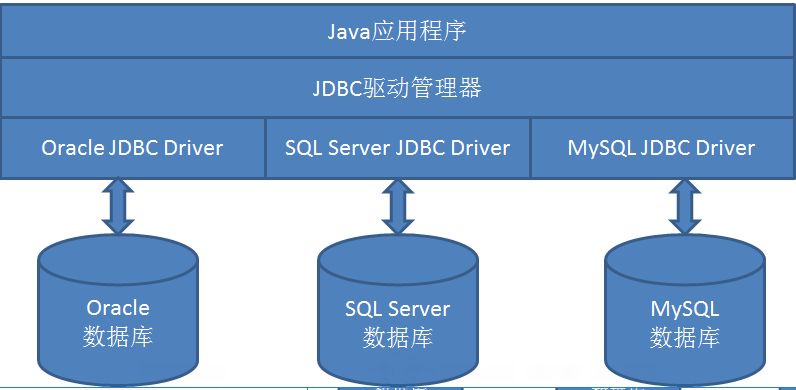 Java应用程序
JDBC驱动管理器
Oracle JDBC Driver
SQL Server JDBC Driver
MySQL JDBC Driver
Oracle
数据库
SQL Server
数据库
MySQL
数据库